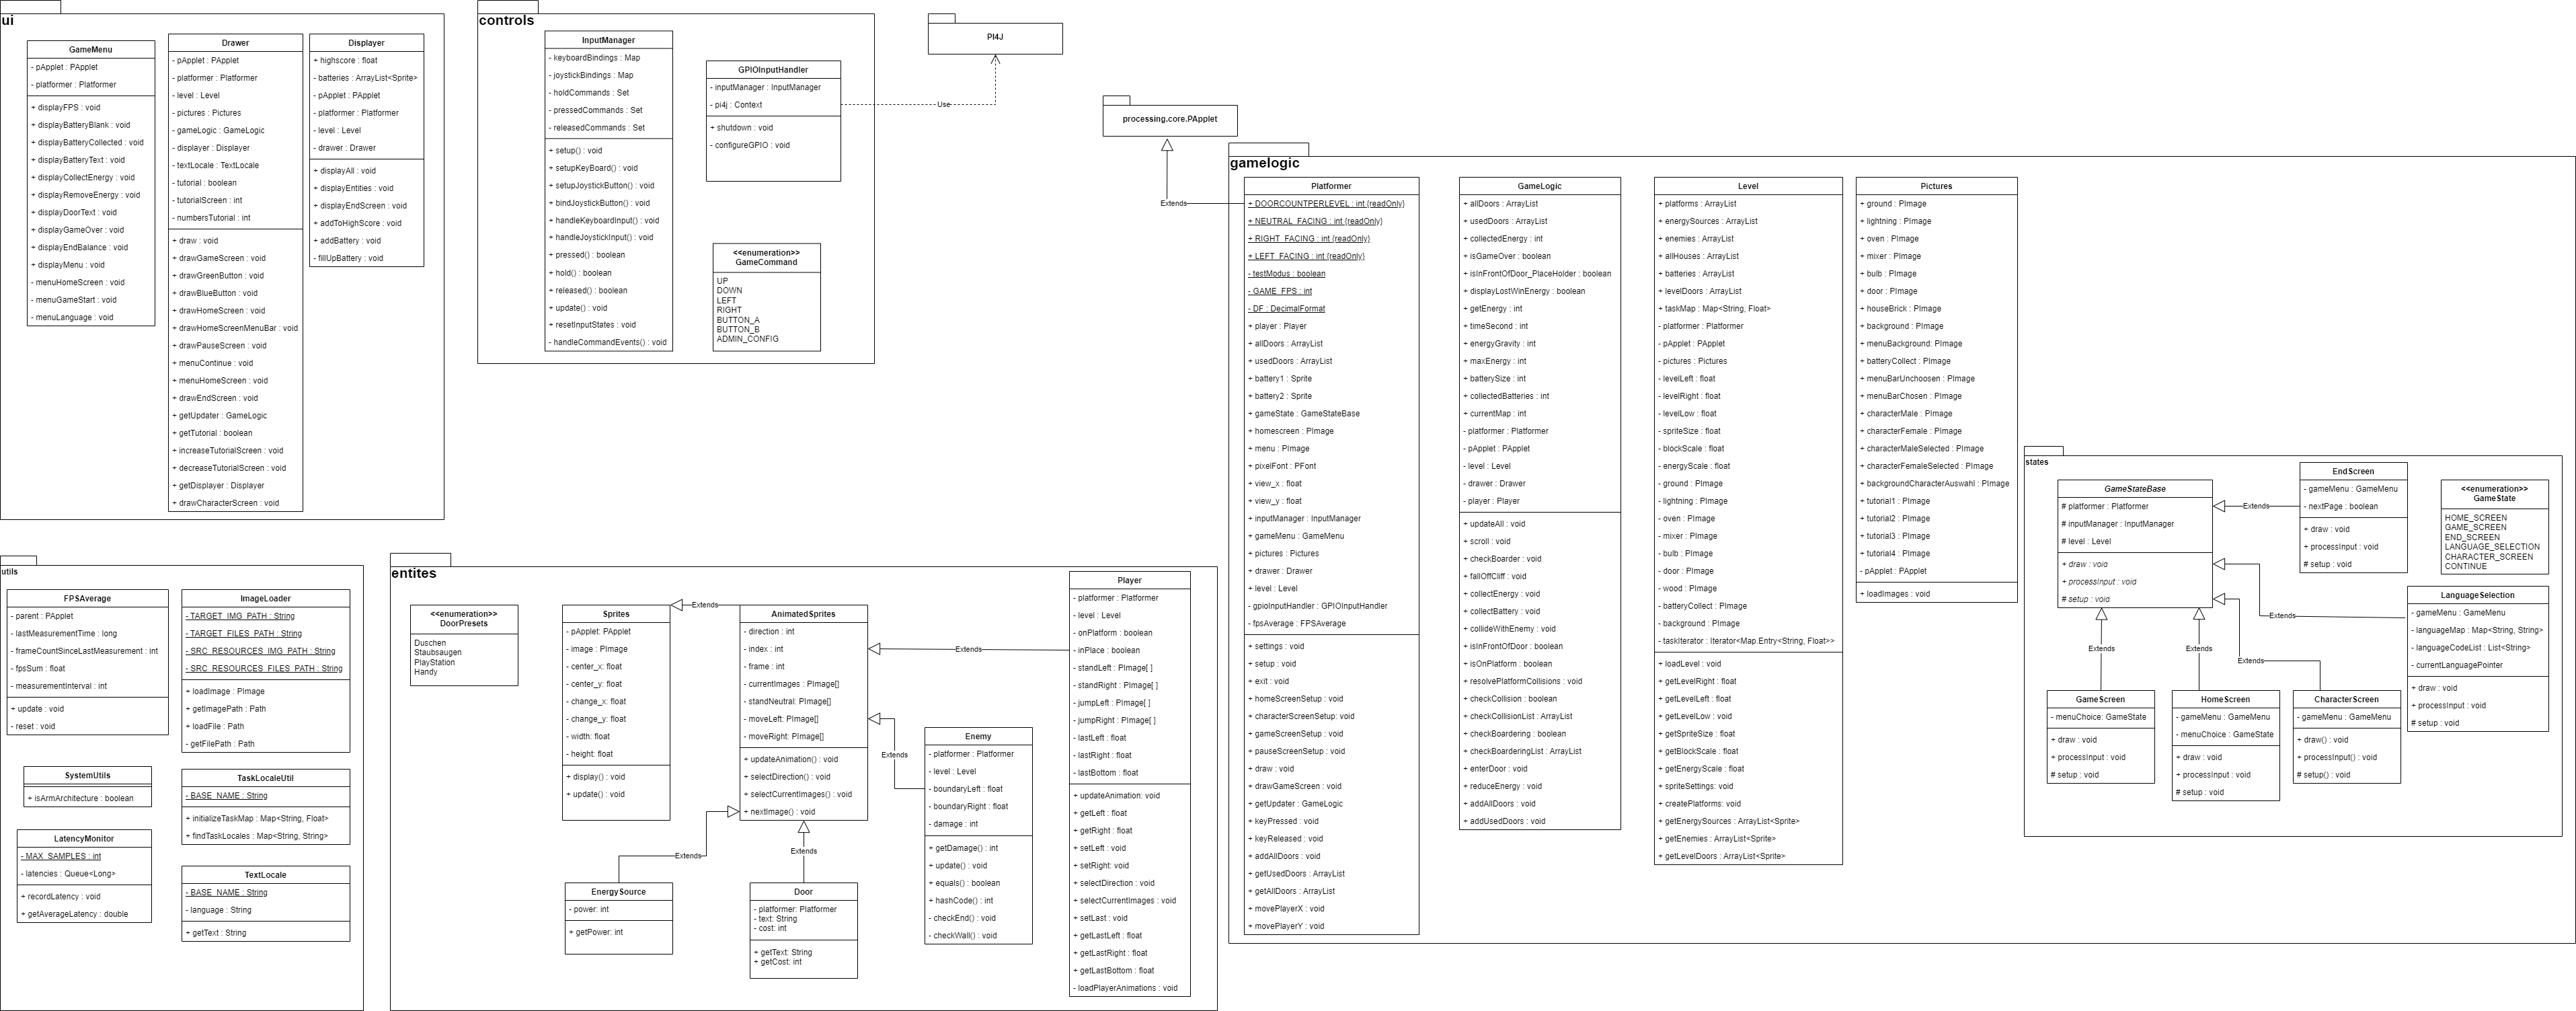 ui
GameMenu
- pApplet : PApplet
- platformer : Platformer
+ displayFPS : void
+ displayBatteryBlank : void
+ displayBatteryCollected : void
+ displayBatteryText : void
+ displayCollectEnergy : void
+ displayRemoveEnergy : void
+ displayDoorText : void
+ displayGameOver : void
+ displayEndBalance : void
+ displayMenu : void
- menuHomeScreen : void
- menuGameStart : void
- menuLanguage : void
Drawer
- pApplet : PApplet
- platformer : Platformer
- level : Level
- pictures : Pictures
- gameLogic : GameLogic
- displayer : Displayer
- textLocale : TextLocale
- tutorial : boolean
- tutorialScreen : int
- numbersTutorial : int
+ draw : void
+ drawGameScreen : void
+ drawGreenButton : void
+ drawBlueButton : void
+ drawHomeScreen : void
+ drawHomeScreenMenuBar : void
+ drawPauseScreen : void
+ menuContinue : void
+ menuHomeScreen : void
+ drawEndScreen : void
+ getUpdater : GameLogic
+ getTutorial : boolean
+ increaseTutorialScreen : void
+ decreaseTutorialScreen : void
+ getDisplayer : Displayer
+ drawCharacterScreen : void
Displayer
+ highscore : float
- batteries : ArrayList<Sprite>
- pApplet : PApplet
- platformer : Platformer
- level : Level
- drawer : Drawer
+ displayAll : void
+ displayEntities : void
+ displayEndScreen : void
+ addToHighScore : void
+ addBattery : void
- fillUpBattery : void
controls
InputManager
- keyboardBindings : Map
- joystickBindings : Map
- holdCommands : Set
- pressedCommands : Set
- releasedCommands : Set
+ setup() : void
+ setupKeyBoard() : void
+ setupJoystickButton() : void
+ bindJoystickButton() : void
+ handleKeyboardInput() : void
+ handleJoystickInput() : void
+ pressed() : boolean
+ hold() : boolean
+ released() : boolean
+ update() : void
+ resetInputStates : void
- handleCommandEvents() : void
GPIOInputHandler
- inputManager : InputManager
- pi4j : Context
+ shutdown : void
- configureGPIO : void
<<enumeration>>
GameCommand
UP
DOWN
LEFT
RIGHT
BUTTON_A
BUTTON_B
ADMIN_CONFIG
Use
PI4J
processing.core.PApplet
Extends
gamelogic
Platformer
+ DOORCOUNTPERLEVEL : int {readOnly}
+ NEUTRAL_FACING : int {readOnly}
+ RIGHT_FACING : int {readOnly}
+ LEFT_FACING : int {readOnly}
- testModus : boolean
- GAME_FPS : int
- DF : DecimalFormat
+ player : Player
+ allDoors : ArrayList
+ usedDoors : ArrayList
+ battery1 : Sprite
+ battery2 : Sprite
+ gameState : GameStateBase
+ homescreen : PImage
+ menu : PImage
+ pixelFont : PFont
+ view_x : float
+ view_y : float
+ inputManager : InputManager
+ gameMenu : GameMenu
+ pictures : Pictures
+ drawer : Drawer
+ level : Level
- gpioInputHandler : GPIOInputHandler
- fpsAverage : FPSAverage
+ settings : void
+ setup : void
+ exit : void
+ homeScreenSetup : void
+ characterScreenSetup: void
+ gameScreenSetup : void
+ pauseScreenSetup : void
+ draw : void
+ drawGameScreen : void
+ getUpdater : GameLogic
+ keyPressed : void
+ keyReleased : void
+ addAllDoors : void
+ getUsedDoors : ArrayList
+ getAllDoors : ArrayList
+ movePlayerX : void
+ movePlayerY : void
GameLogic
+ allDoors : ArrayList
+ usedDoors : ArrayList
+ collectedEnergy : int
+ isGameOver : boolean
+ isInFrontOfDoor_PlaceHolder : boolean
+ displayLostWinEnergy : boolean
+ getEnergy : int
+ timeSecond : int
+ energyGravity : int
+ maxEnergy : int
+ batterySize : int
+ collectedBatteries : int
+ currentMap : int
- platformer : Platformer
- pApplet : PApplet
- level : Level
- drawer : Drawer
- player : Player
+ updateAll : void
+ scroll : void
+ checkBoarder : void
+ fallOffCliff : void
+ collectEnergy : void
+ collectBattery : void
+ collideWithEnemy : void
+ isInFrontOfDoor : boolean
+ isOnPlatform : boolean
+ resolvePlatformCollisions : void
+ checkCollision : boolean
+ checkCollisionList : ArrayList
+ checkBoardering : boolean
+ checkBoarderingList : ArrayList
+ enterDoor : void
+ reduceEnergy : void
+ addAllDoors : void
+ addUsedDoors : void
Level
+ platforms : ArrayList
+ energySources : ArrayList
+ enemies : ArrayList
+ allHouses : ArrayList
+ batteries : ArrayList
+ levelDoors : ArrayList
+ taskMap : Map<String, Float>
- platformer : Platformer
- pApplet : PApplet
- pictures : Pictures
- levelLeft : float
- levelRight : float
- levelLow : float
- spriteSize : float
- blockScale : float
- energyScale : float
- ground : PImage
- lightning : PImage
- oven : PImage
- mixer : PImage
- bulb : PImage
- door : PImage
- wood : PImage
- batteryCollect : PImage
- background : PImage
- taskIterator : Iterator<Map.Entry<String, Float>>
+ loadLevel : void
+ getLevelRight : float
+ getLevelLeft : float
+ getLevelLow : void
+ getSpriteSize : float
+ getBlockScale : float
+ getEnergyScale : float
+ spriteSettings: void
+ createPlatforms: void
+ getEnergySources : ArrayList<Sprite>
+ getEnemies : ArrayList<Sprite>
+ getLevelDoors : ArrayList<Sprite>
Pictures
+ ground : PImage
+ lightning : PImage
+ oven : PImage
+ mixer : PImage
+ bulb : PImage
+ door : PImage
+ houseBrick : PImage
+ background : PImage
+ menuBackground: PImage
+ batteryCollect : PImage
+ menuBarUnchoosen : PImage
+ menuBarChosen : PImage
+ characterMale : PImage
+ characterFemale : PImage
+ characterMaleSelected : PImage
+ characterFemaleSelected : PImage
+ backgroundCharacterAuswahl : PImage
+ tutorial1 : PImage
+ tutorial2 : PImage
+ tutorial3 : PImage
+ tutorial4 : PImage
- pApplet : PApplet
+ loadImages : void
states
GameStateBase
# platformer : Platformer
# inputManager : InputManager
# level : Level
+ draw : void
+ processInput : void
# setup : void
Extends
Extends
Extends
Extends
Extends
EndScreen
- gameMenu : GameMenu
- nextPage : boolean
+ draw : void
+ processInput : void
# setup : void
<<enumeration>>
GameState
HOME_SCREEN
GAME_SCREEN
END_SCREEN
LANGUAGE_SELECTION
CHARACTER_SCREEN
CONTINUE
LanguageSelection
- gameMenu : GameMenu
- languageMap : Map<String, String>
- languageCodeList : List<String>
- currentLanguagePointer
+ draw : void
+ processInput : void
# setup : void
GameScreen
- menuChoice: GameState
+ draw : void
+ processInput : void
# setup : void
HomeScreen
- gameMenu : GameMenu
- menuChoice : GameState
+ draw : void
+ processInput : void
# setup : void
CharacterScreen
- gameMenu : GameMenu
+ draw() : void
+ processInput() : void
# setup() : void
utils
FPSAverage
- parent : PApplet
- lastMeasurementTime : long
- frameCountSinceLastMeasurement : int
- fpsSum : float
- measurementInterval : int
+ update : void
- reset : void
ImageLoader
- TARGET_IMG_PATH : String
- TARGET_FILES_PATH : String
- SRC_RESOURCES_IMG_PATH : String
- SRC_RESOURCES_FILES_PATH : String
+ loadImage : PImage
+ getImagePath : Path
+ loadFile : Path
- getFilePath : Path
SystemUtils
+ isArmArchitecture : boolean
TaskLocaleUtil
- BASE_NAME : String
+ initializeTaskMap : Map<String, Float>
+ findTaskLocales : Map<String, String>
LatencyMonitor
- MAX_SAMPLES : int
- latencies : Queue<Long>
+ recordLatency : void
+ getAverageLatency : double
TextLocale
- BASE_NAME : String
- language : String
+ getText : String
entites
<<enumeration>>
DoorPresets
Duschen
Staubsaugen
PlayStation
Handy
Sprites
- pApplet: PApplet
- image : PImage
- center_x: float
- center_y: float
- change_x: float
- change_y: float
- width: float
- height: float
+ display() : void
+ update() : void
Extends
AnimatedSprites
- direction : int
- index : int
- frame : int
- currentImages : PImage[]
- standNeutral: PImage[]
- moveLeft: PImage[]
- moveRight: PImage[]
+ updateAnimation() : void
+ selectDirection() : void
+ selectCurrentImages() : void
+ nextImage() : void
Extends
Extends
Extends
Extends
EnergySource
- power: int
+ getPower: int
Door
- platformer: Platformer
- text: String
- cost: int
+ getText: String
+ getCost: int
Enemy
- platformer : Platformer
- level : Level
- boundaryLeft : float
- boundaryRight : float
- damage : int
+ getDamage() : int
+ update() : void
+ equals() : boolean
+ hashCode() : int
- checkEnd() : void
- checkWall() : void
Player
- platformer : Platformer
- level : Level
- onPlatform : boolean
- inPlace : boolean
- standLeft : PImage[ ]
- standRight : PImage[ ]
- jumpLeft : PImage[ ]
- jumpRight : PImage[ ]
- lastLeft : float
- lastRight : float
- lastBottom : float
+ updateAnimation: void
+ getLeft : float
+ getRight : float
+ setLeft : void
+ setRight: void
+ selectDirection : void
+ selectCurrentImages : void
+ setLast : void
+ getLastLeft : float
+ getLastRight : float
+ getLastBottom : float
- loadPlayerAnimations : void